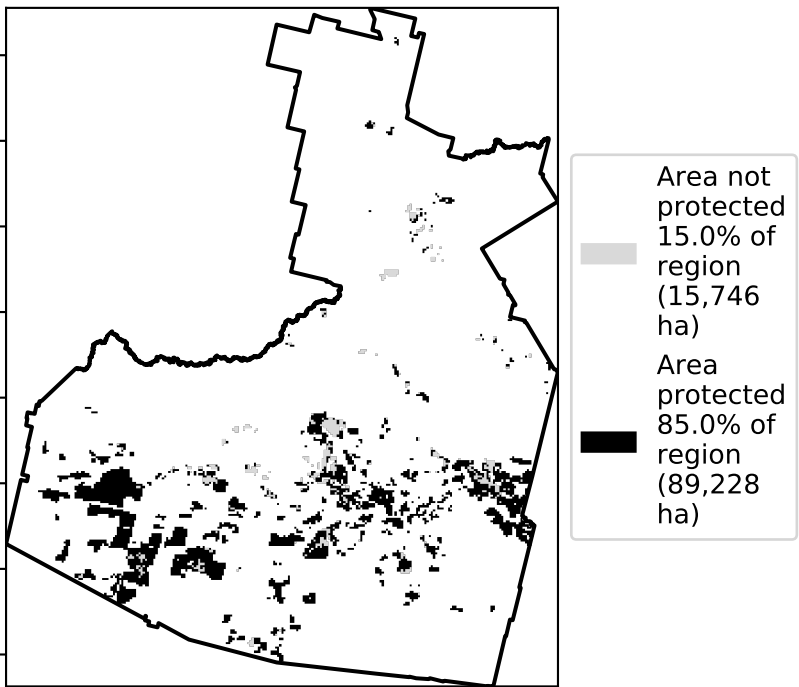 Area not
protected
15.0% of
region
(15,746
ha)
Area
protected
85.0% of
region
(89,228
ha)